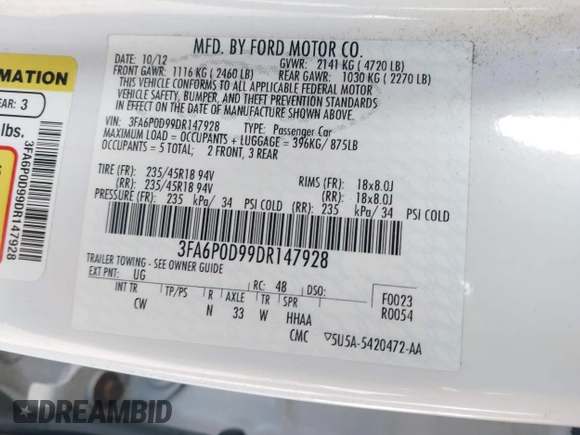 MFD. BY FORD MOTOR CO.
DATE: 10/12 GVWR: 2141 KG ( 4720 LB)
FRONT GAWR: 1116 KG ( 2460 LB) REAR GAWR: 1030 KG ( 2270 LB)
THIS VEHICLE CONFORMS TO ALL APPLICABLE FEDERAL MOTOR
VEHICLE SAFETY, BUMPER, AND THEFT PREVENTION STANDARDS
IN EFFECT ON THE DATE OF MANUFACTURE SHOWN ABOVE.
VIN: 3FA6P0D99DR147928 TYPE: Passenger Car
MAXIMUM LOAD = OCCUPANTS + LUGGAGE = 396KG/ 875LB
OCCUPANTS = 5 TOTAL; 2 FRONT, 3 REAR
TIRE (FR): 235/45R18 94V RIMS (FR): 18x8.0J
(RR): 235/45R18 94V (RR): 18x8.0J
PRESSURE (FR): 235 kPa/ 34 PSI COLD (RR): 235 kPa/ 34 PSI COLD
3FA6P0D99DR147928
TRAILER TOWING - SEE OWNER GUIDE
EXT PNT: UG RC: 48 DSO:
INT TR TP/PS R AXLE TR SPR
CW N 33 W HHAA
CMC
F0023
R0054
▽5U5A-5420472-AA
RMATION
EAR: 3
lbs.
3FA6P0D99DR147928
DREAMBID